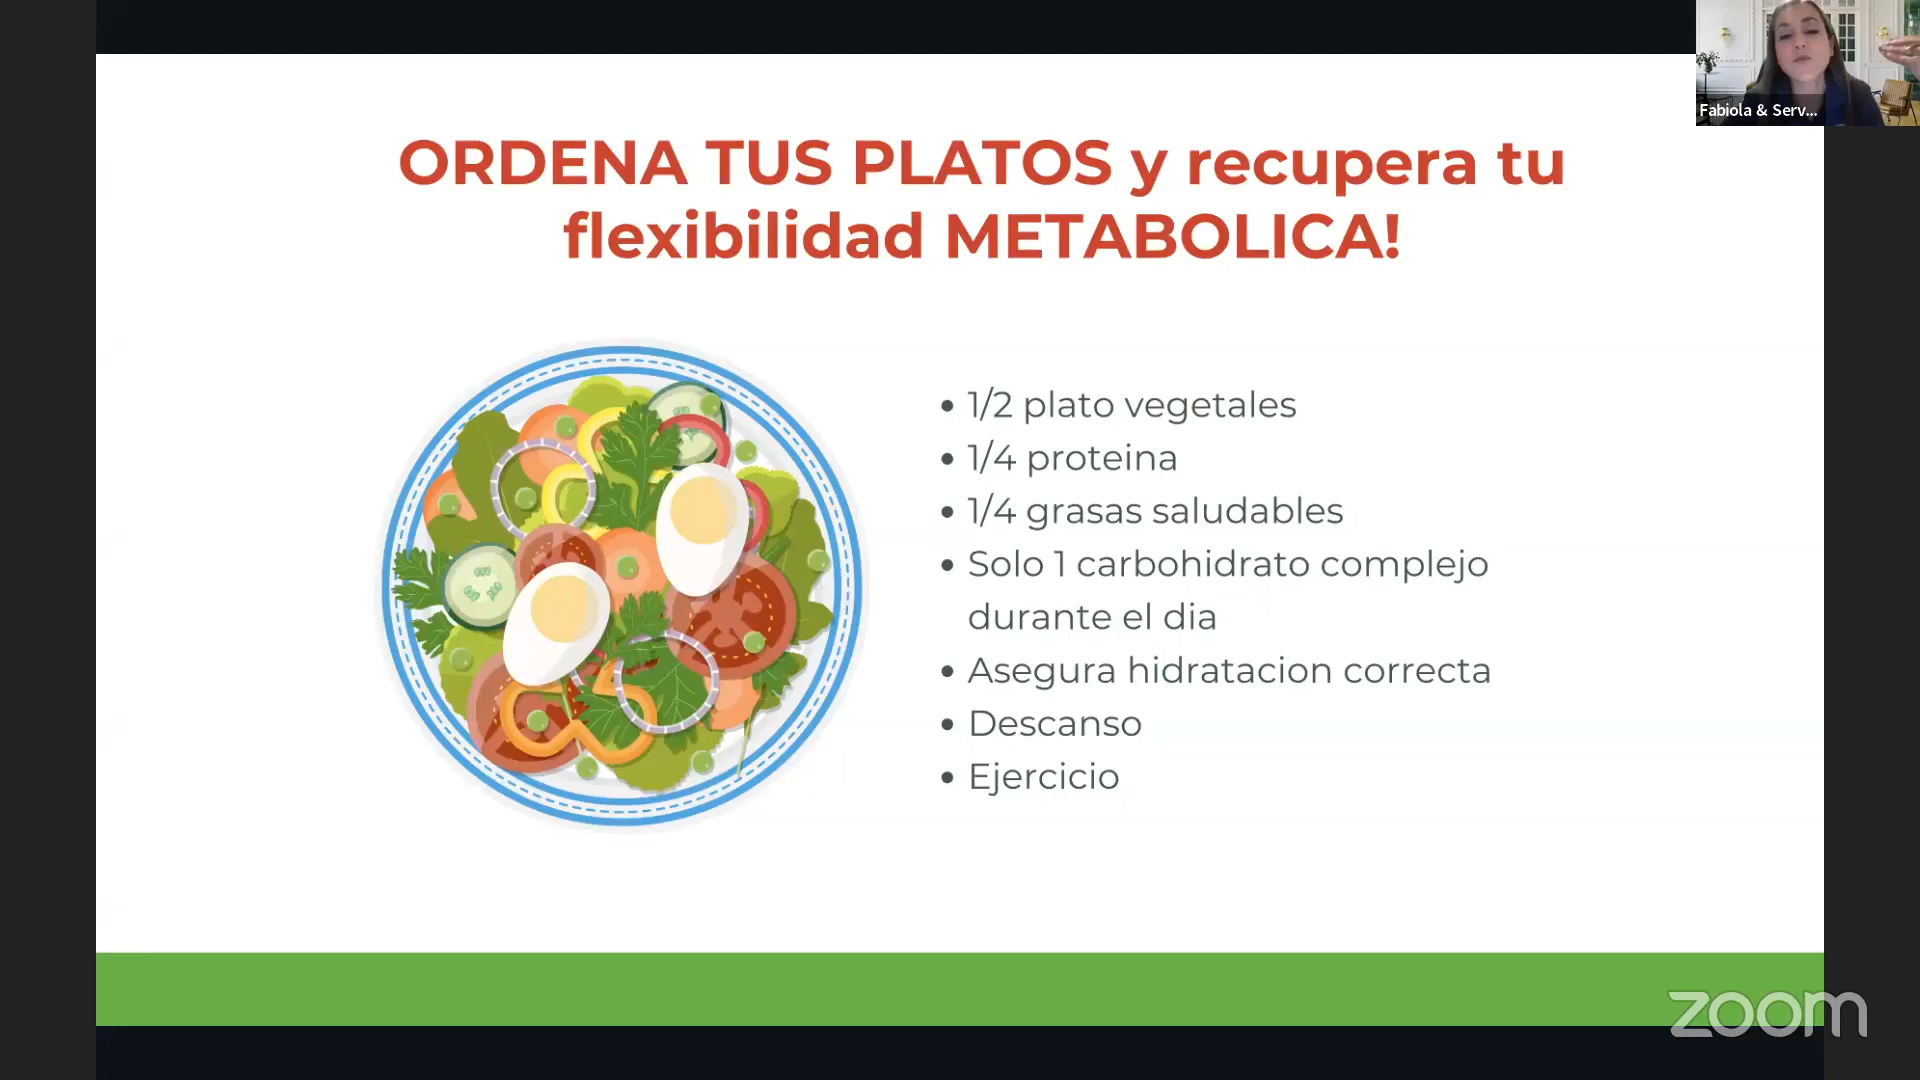 Fabiola & Serv...
ORDENA TUS PLATOS y recupera tu
flexibilidad METABOLICA!
• 1/2 plato vegetales
• 1/4 proteina
• 1/4 grasas saludables
• Solo 1 carbohidrato complejo
durante el dia
• Asegura hidratacion correcta
• Descanso
• Ejercicio
zoom